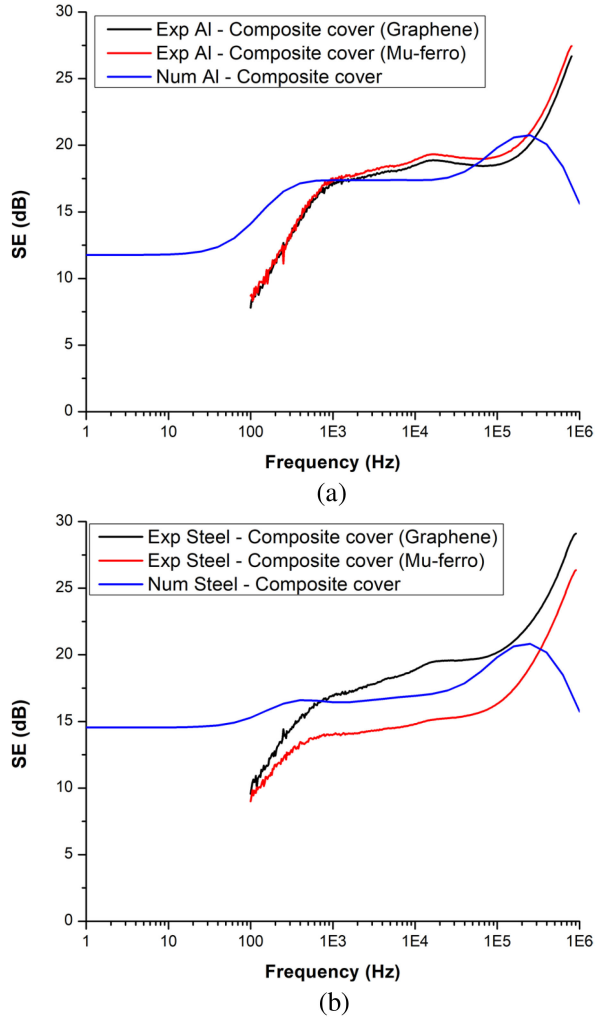 Exp Al - Composite cover (Graphene)
Exp Al - Composite cover (Mu-ferro)
Num Al - Composite cover
30
25
20
15
10
5
0
SE (dB)
1 10 100 1E3 1E4 1E5 1E6
Frequency (Hz)
(a)
Exp Steel - Composite cover (Graphene)
Exp Steel - Composite cover (Mu-ferro)
Num Steel - Composite cover
30
25
20
15
10
5
0
SE (dB)
1 10 100 1E3 1E4 1E5 1E6
Frequency (Hz)
(b)